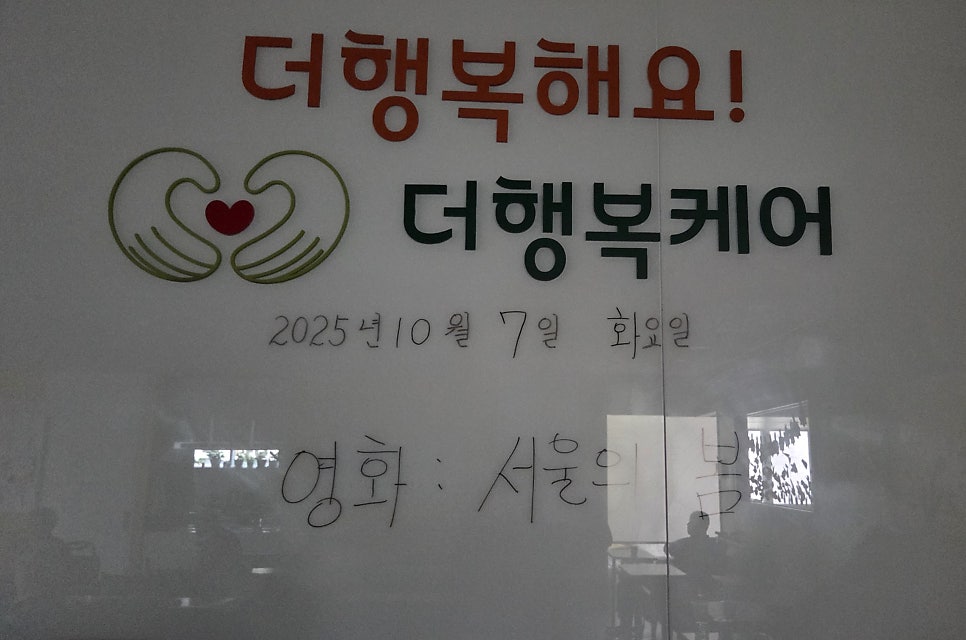 더행복해요!
더행복케어
2025년 10월 7일 화요일
영화 : 서울의 봄